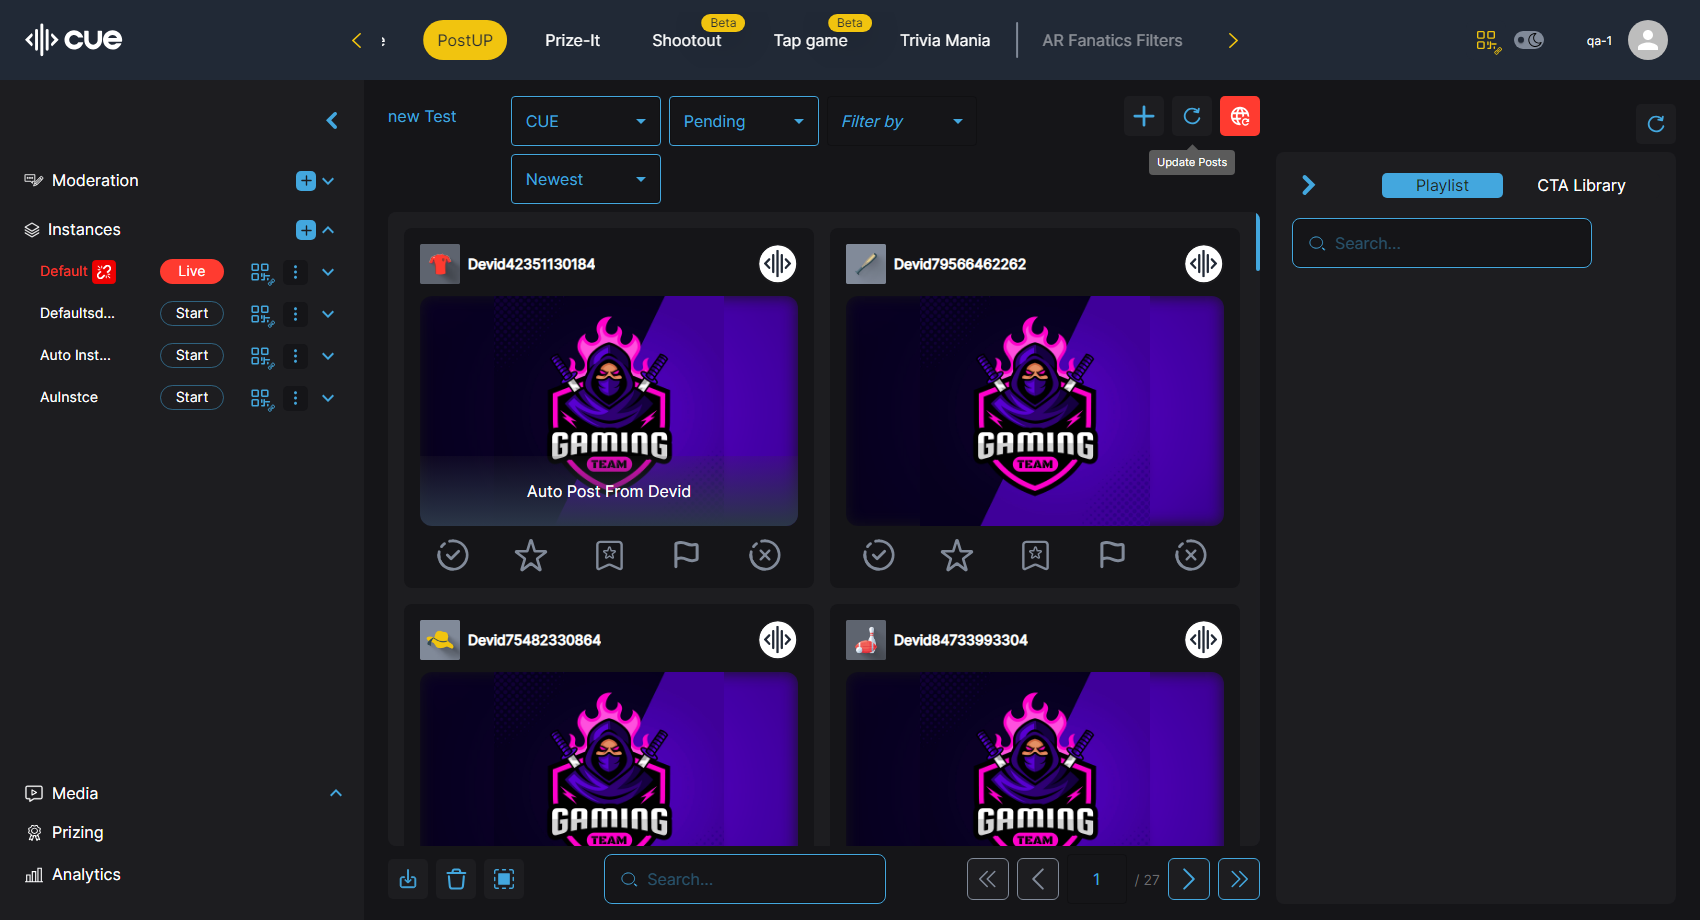 cue
PostUP
Prize-It
Beta
Shootout
Beta
Tap game
Trivia Mania
AR Fanatics Filters
qa-1
Moderation
Instances
Default
Live
Defaultsd...
Start
Auto Inst...
Start
AuInstce
Start
Media
Prizing
Analytics
new Test
CUE
Pending
Filter by
Newest
Update Posts
Devid42351130184
GAMING
TEAM
Auto Post From Devid
Devid79566462262
GAMING
TEAM
Devid75482330864
GAMING
TEAM
Devid84733993304
GAMING
TEAM
Search...
1
/ 27
Playlist
CTA Library
Search...